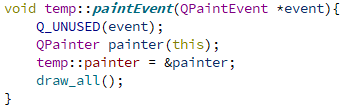 void temp::paintEvent(QPaintEvent *event){
    Q_UNUSED(event);
    QPainter painter(this);
    temp::painter = &painter;
    draw_all();
}